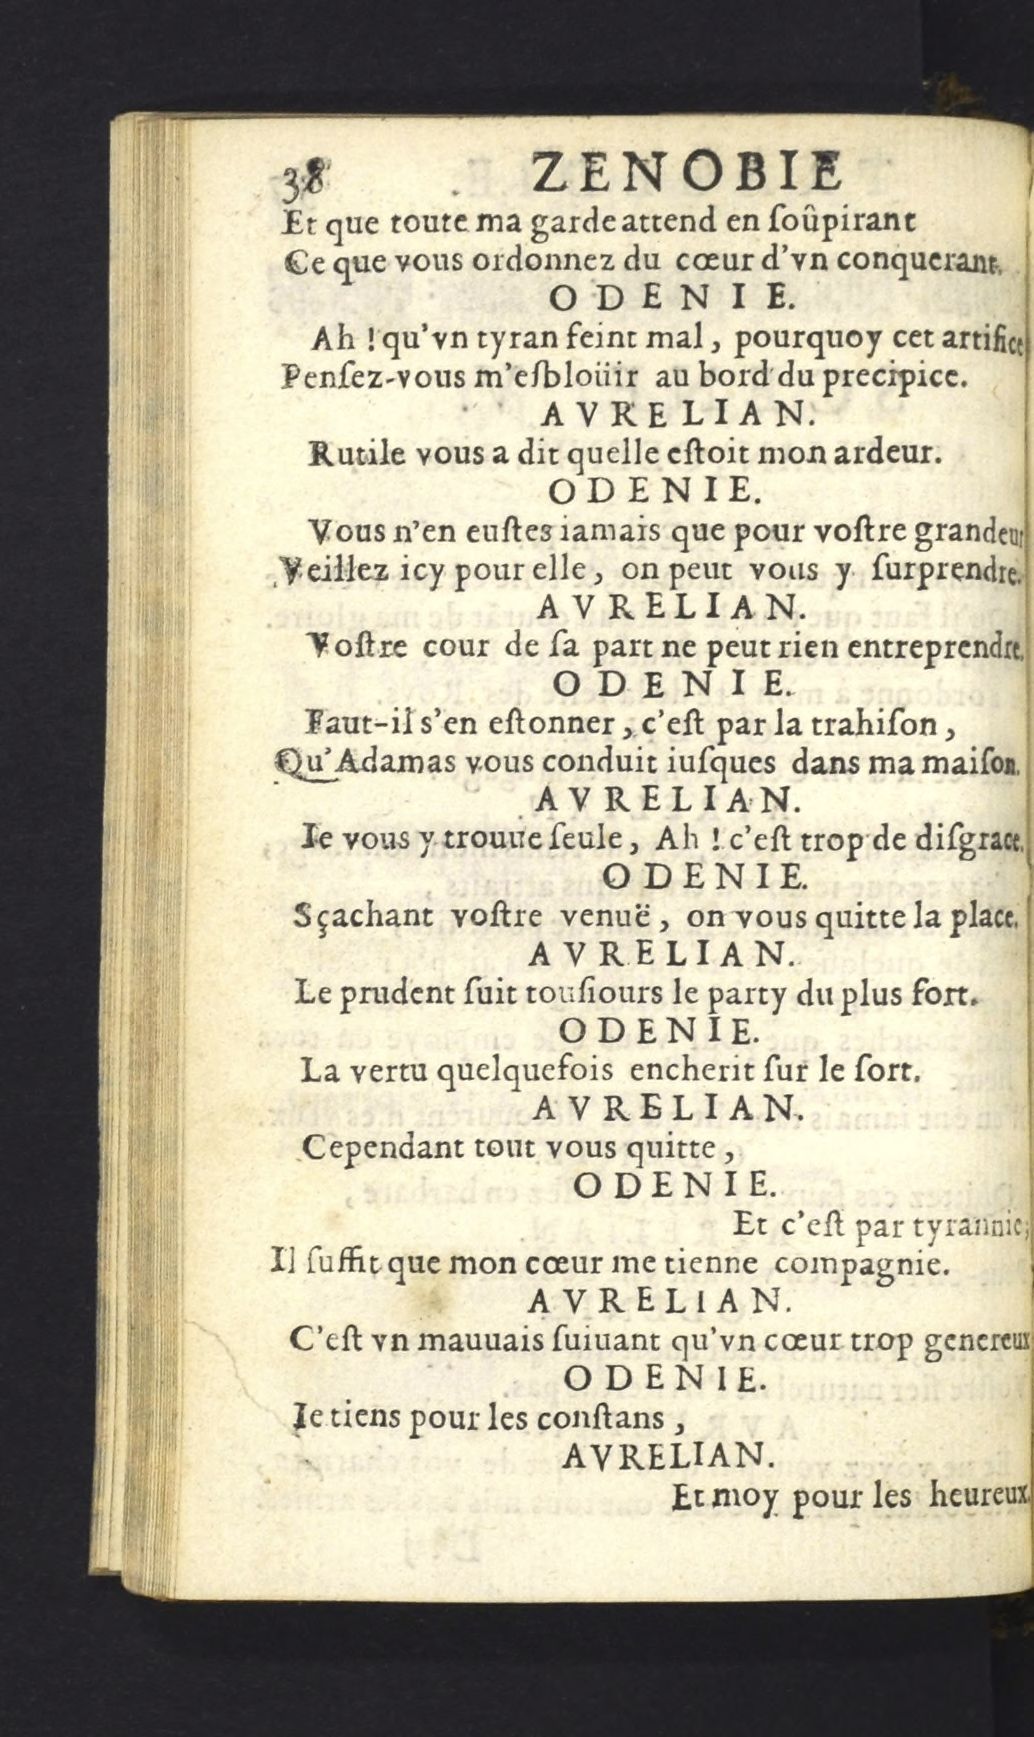 38 ZENOBIE
Et que toute ma garde attend en ſoûpirant
Ce que vous ordonnez du cœur d'vn conquerant.
ODENIE.
Ah ! qu'vn tyran feint mal, pourquoy cet artifice
Penſez-vous m'eſbloüir au bord du precipice.
AVRELIAN.
Rutile vous a dit quelle eſtoit mon ardeur.
ODENIE.
Vous n'en euſtes iamais que pour voſtre grandeur
Veillez icy pour elle, on peut vous y ſurprendre.
AVRELIAN.
Voſtre cour de ſa part ne peut rien entreprendre.
ODENIE.
Faut-il s'en eſtonner, c'eſt par la trahiſon,
Qu'Adamas vous conduit iuſques dans ma maiſon.
AVRELIAN.
Ie vous y trouue ſeule, Ah ! c'eſt trop de diſgrace.
ODENIE.
Sçachant voſtre venuë, on vous quitte la place.
AVRELIAN.
Le prudent ſuit touſiours le party du plus fort.
ODENIE.
La vertu quelquefois encherit ſur le ſort.
AVRELIAN.
Cependant tout vous quitte,
ODENIE.
Et c'eſt par tyrannie;
Il ſuffit que mon cœur me tienne compagnie.
AVRELIAN.
C'eſt vn mauuais ſuiuant qu'vn cœur trop genereux
ODENIE.
Ie tiens pour les conſtans,
AVRELIAN.
Et moy pour les heureux.